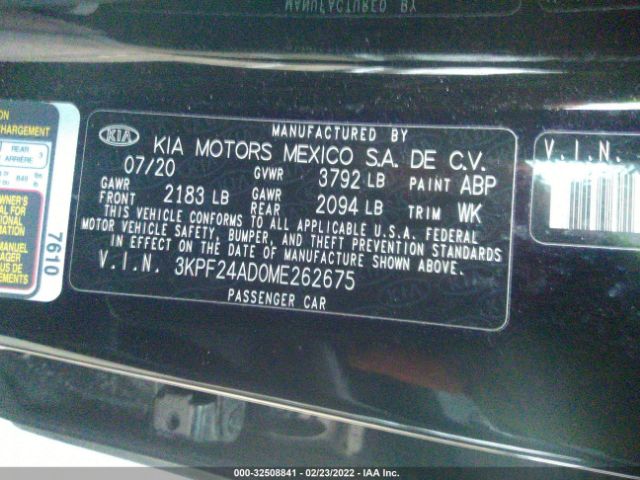 MANUFACTURED BY
KIA
KIA MOTORS MEXICO S.A. DE C.V.
07/20 GVWR 3792 LB PAINT ABP
GAWR FRONT 2183 LB GAWR REAR 2094 LB TRIM WK
THIS VEHICLE CONFORMS TO ALL APPLICABLE U.S.A. FEDERAL
MOTOR VEHICLE SAFETY, BUMPER, AND THEFT PREVENTION STANDARDS
IN EFFECT ON THE DATE OF MANUFACTURE SHOWN ABOVE.
V.I.N. 3KPF24AD0ME262675
PASSENGER CAR
V.I.N.
CHARGEMENT
REAR
ARRIÈRE
7610
MANUEL
000-32508841 - 02/23/2022 - IAA Inc.